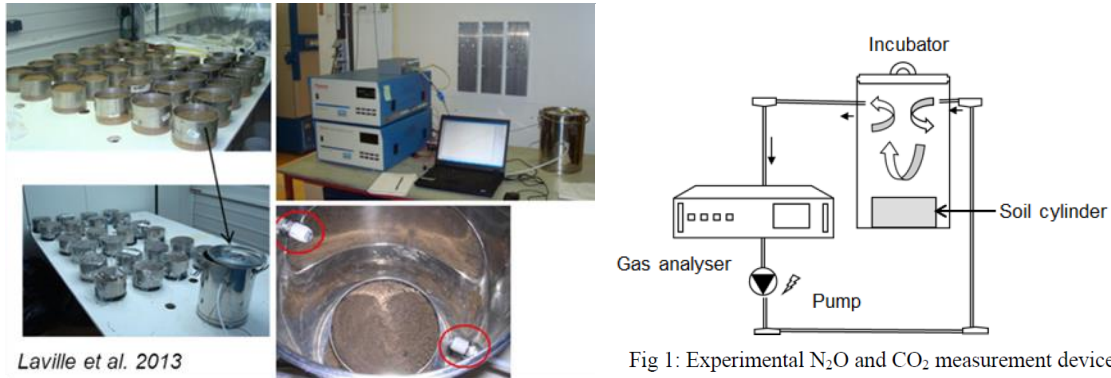 Laville et al. 2013
Incubator
Soil cylinder
Gas analyser
Pump
Fig 1: Experimental N₂O and CO₂ measurement device